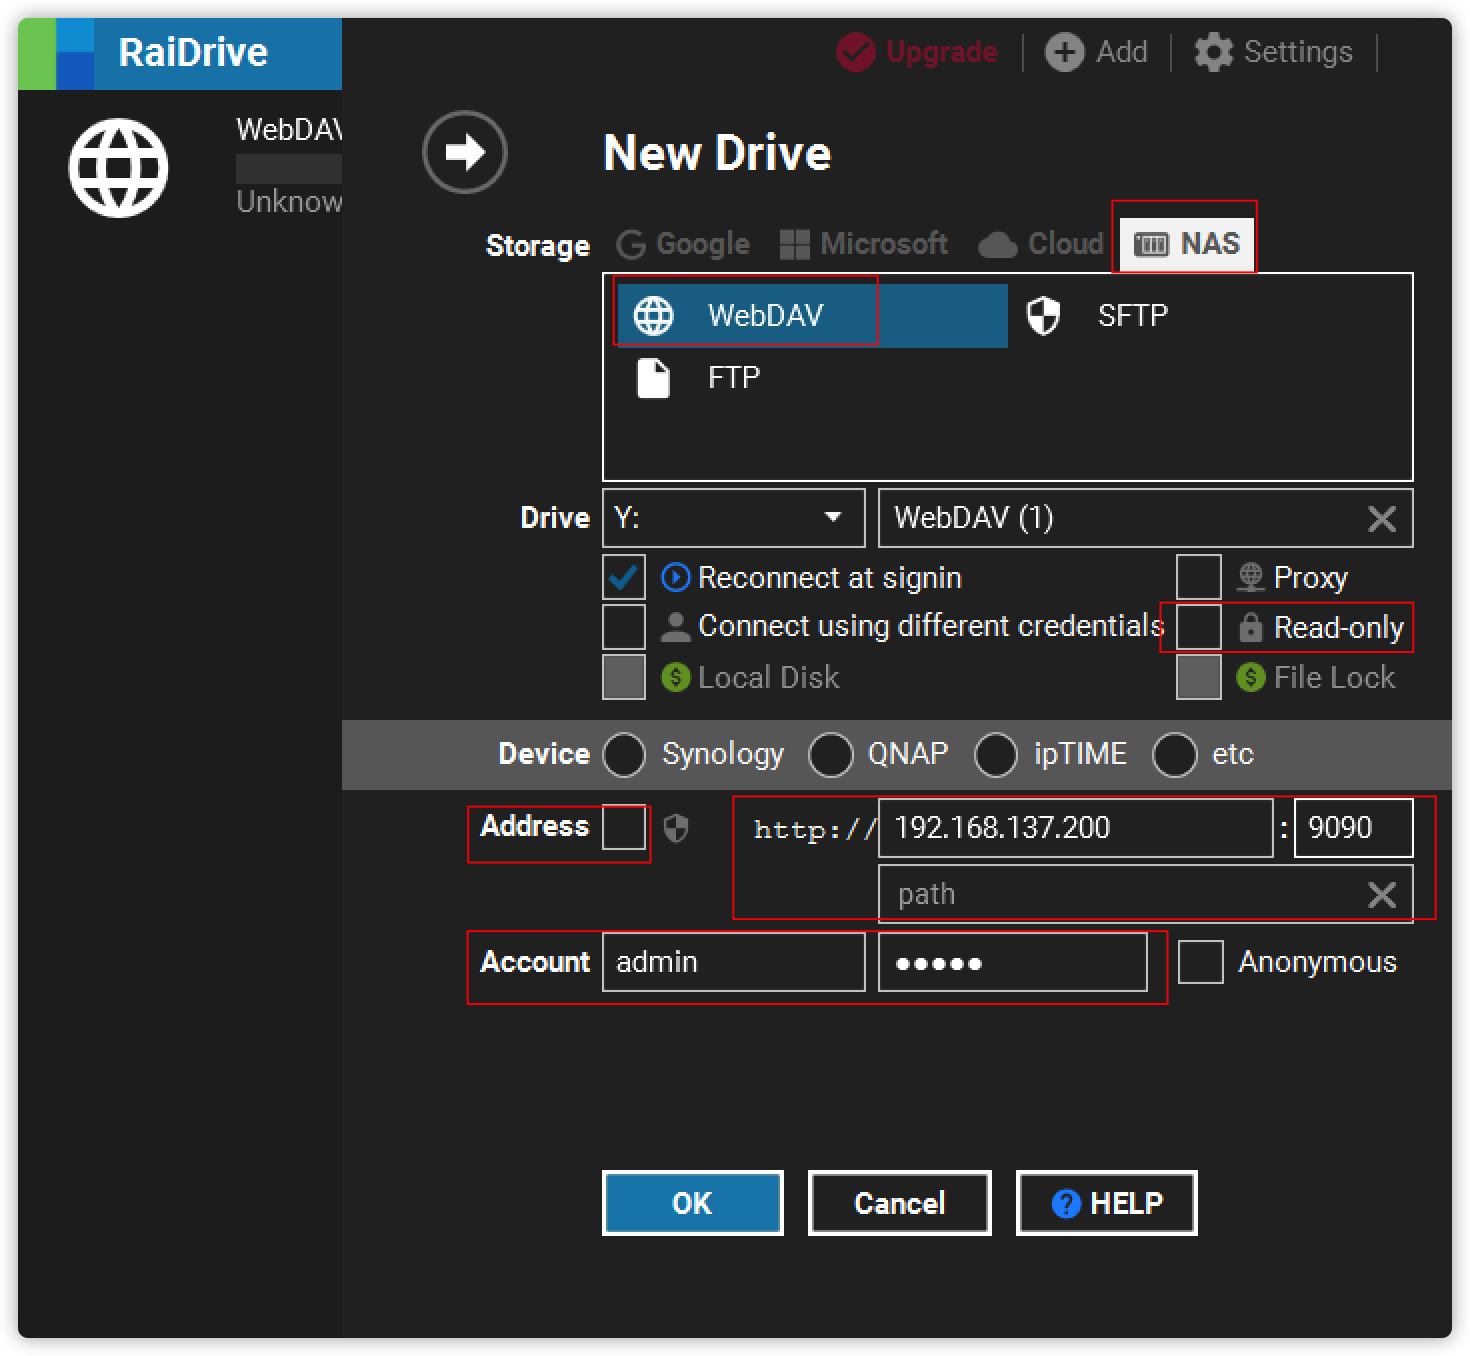 RaiDrive
Upgrade Add Settings
WebDAV
Unknow
New Drive
Storage Google Microsoft Cloud NAS
WebDAV SFTP
FTP
Drive Y: WebDAV (1)
Reconnect at signin Proxy
Connect using different credentials Read-only
$ Local Disk $ File Lock
Device Synology QNAP ipTIME etc
Address http:// 192.168.137.200 : 9090
path
Account admin ••••• Anonymous
OK Cancel ? HELP